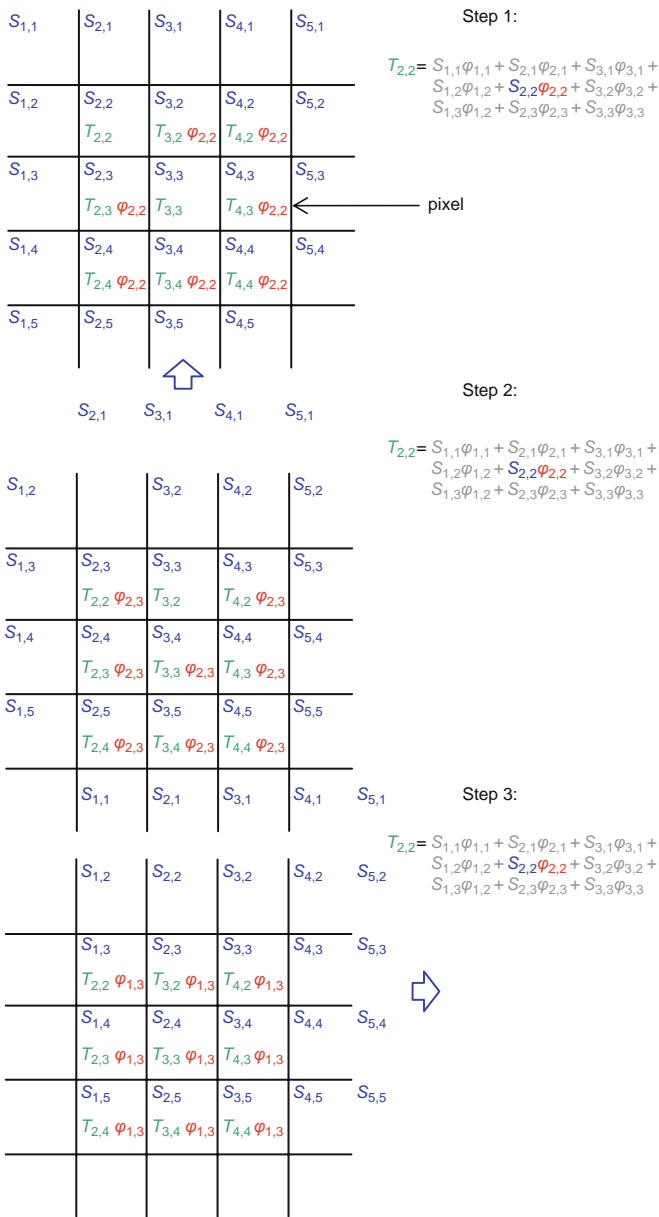 S1,1 S2,1 S3,1 S4,1 S5,1
Step 1:
T2,2= S1,1φ1,1 + S2,1φ2,1 + S3,1φ3,1 +
S1,2φ1,2 + S2,2φ2,2 + S3,2φ3,2 +
S1,3φ1,2 + S2,3φ2,3 + S3,3φ3,3
S1,2 S2,2 S3,2 S4,2 S5,2
T2,2 T3,2 φ2,2 T4,2 φ2,2
S1,3 S2,3 S3,3 S4,3 S5,3
T2,3 φ2,2 T3,3 T4,3 φ2,2
pixel
S1,4 S2,4 S3,4 S4,4 S5,4
T2,4 φ2,2 T3,4 φ2,2 T4,4 φ2,2
S1,5 S2,5 S3,5 S4,5
S2,1 S3,1 S4,1 S5,1
Step 2:
T2,2= S1,1φ1,1 + S2,1φ2,1 + S3,1φ3,1 +
S1,2φ1,2 + S2,2φ2,2 + S3,2φ3,2 +
S1,3φ1,2 + S2,3φ2,3 + S3,3φ3,3
S1,2 S3,2 S4,2 S5,2
S1,3 S2,3 S3,3 S4,3 S5,3
T2,2 φ2,3 T3,2 T4,2 φ2,3
S1,4 S2,4 S3,4 S4,4 S5,4
T2,3 φ2,3 T3,3 φ2,3 T4,3 φ2,3
S1,5 S2,5 S3,5 S4,5 S5,5
T2,4 φ2,3 T3,4 φ2,3 T4,4 φ2,3
S1,1 S2,1 S3,1 S4,1 S5,1
Step 3:
T2,2= S1,1φ1,1 + S2,1φ2,1 + S3,1φ3,1 +
S1,2φ1,2 + S2,2φ2,2 + S3,2φ3,2 +
S1,3φ1,2 + S2,3φ2,3 + S3,3φ3,3
S1,2 S2,2 S3,2 S4,2 S5,2
S1,3 S2,3 S3,3 S4,3 S5,3
T2,2 φ1,3 T3,2 φ1,3 T4,2 φ1,3
S1,4 S2,4 S3,4 S4,4 S5,4
T2,3 φ1,3 T3,3 φ1,3 T4,3 φ1,3
S1,5 S2,5 S3,5 S4,5 S5,5
T2,4 φ1,3 T3,4 φ1,3 T4,4 φ1,3